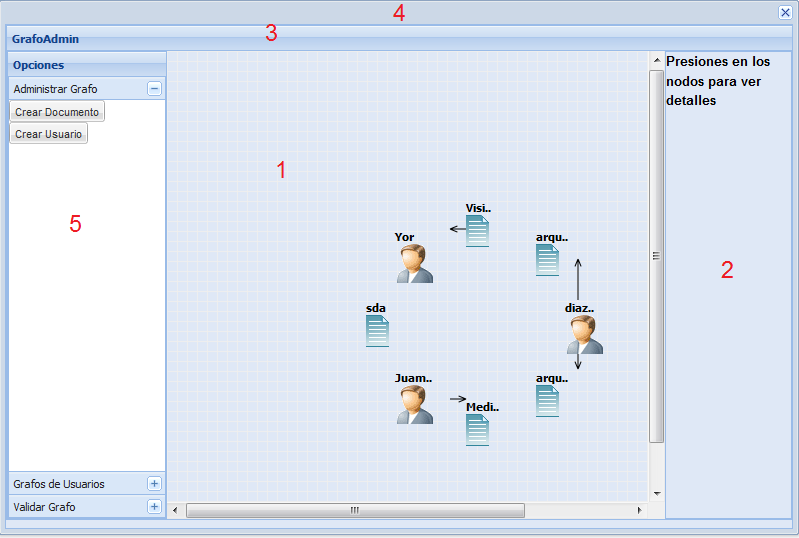 4
3
GrafoAdmin
Opciones
Administrar Grafo
Crear Documento
Crear Usuario
5
Grafos de Usuarios
Validar Grafo
1
Visi..
Yor
arqu..
sda
diaz..
Juam..
arqu..
Medi..
Presiones en los
nodos para ver
detalles
2